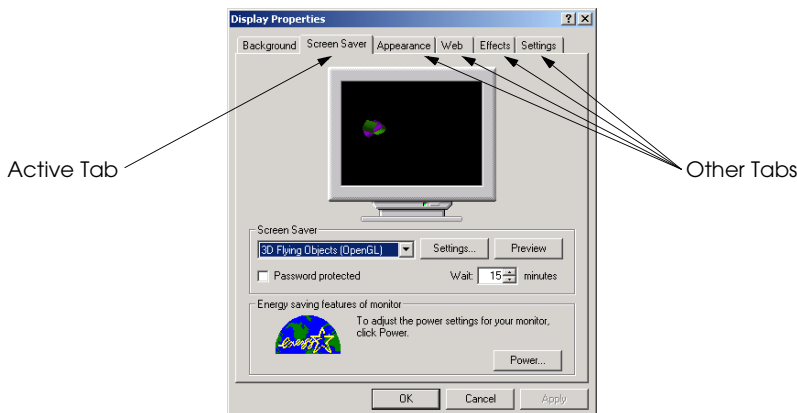 Display Properties
Background Screen Saver Appearance Web Effects Settings
Active Tab
Other Tabs
Screen Saver
3D Flying Objects (OpenGL) Settings... Preview
Password protected Wait: 15 minutes
Energy saving features of monitor
energy
To adjust the power settings for your monitor,
click Power.
Power...
OK Cancel Apply